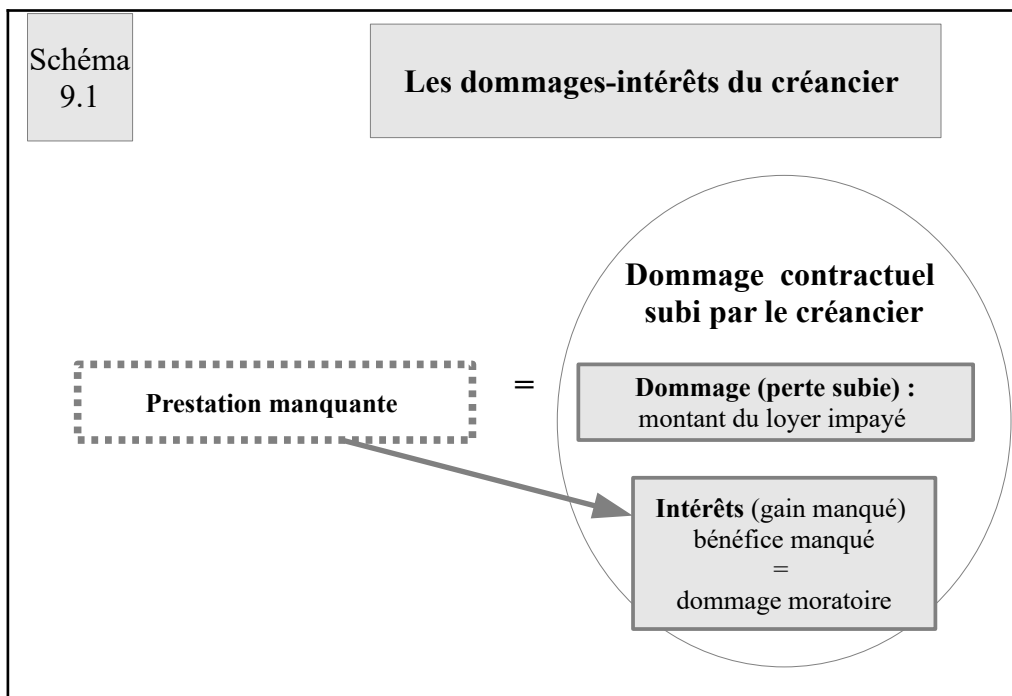 Schéma
9.1
Les dommages-intérêts du créancier
Dommage contractuel
subi par le créancier
Prestation manquante
=
Dommage (perte subie) :
montant du loyer impayé
Intérêts (gain manqué)
bénéfice manqué
=
dommage moratoire